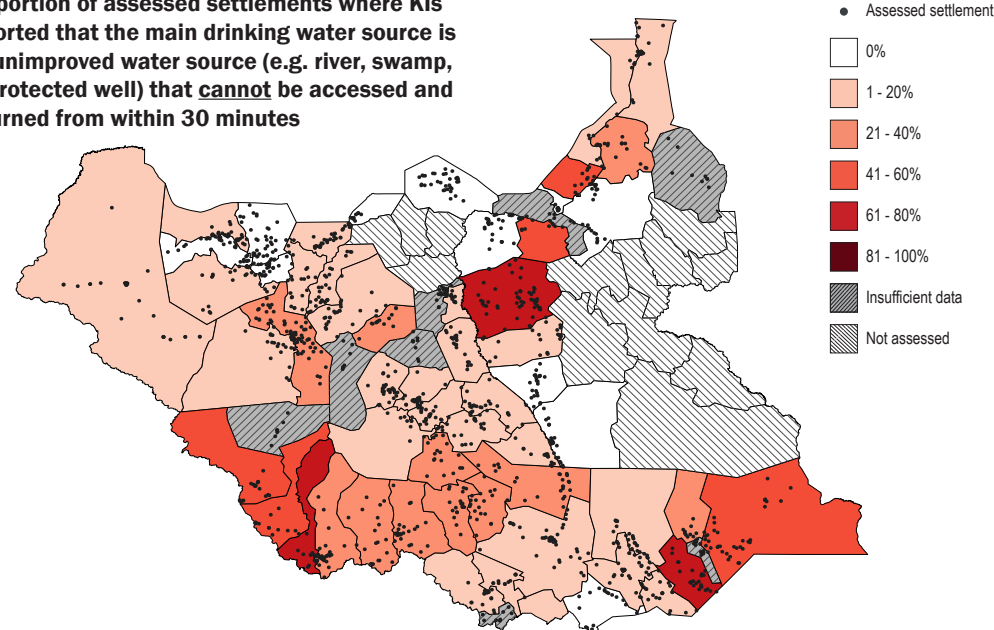 portion of assessed settlements where KIs
orted that the main drinking water source is
unimproved water source (e.g. river, swamp,
rotected well) that cannot be accessed and
urned from within 30 minutes
Assessed settlement
0%
1 - 20%
21 - 40%
41 - 60%
61 - 80%
81 - 100%
Insufficient data
Not assessed